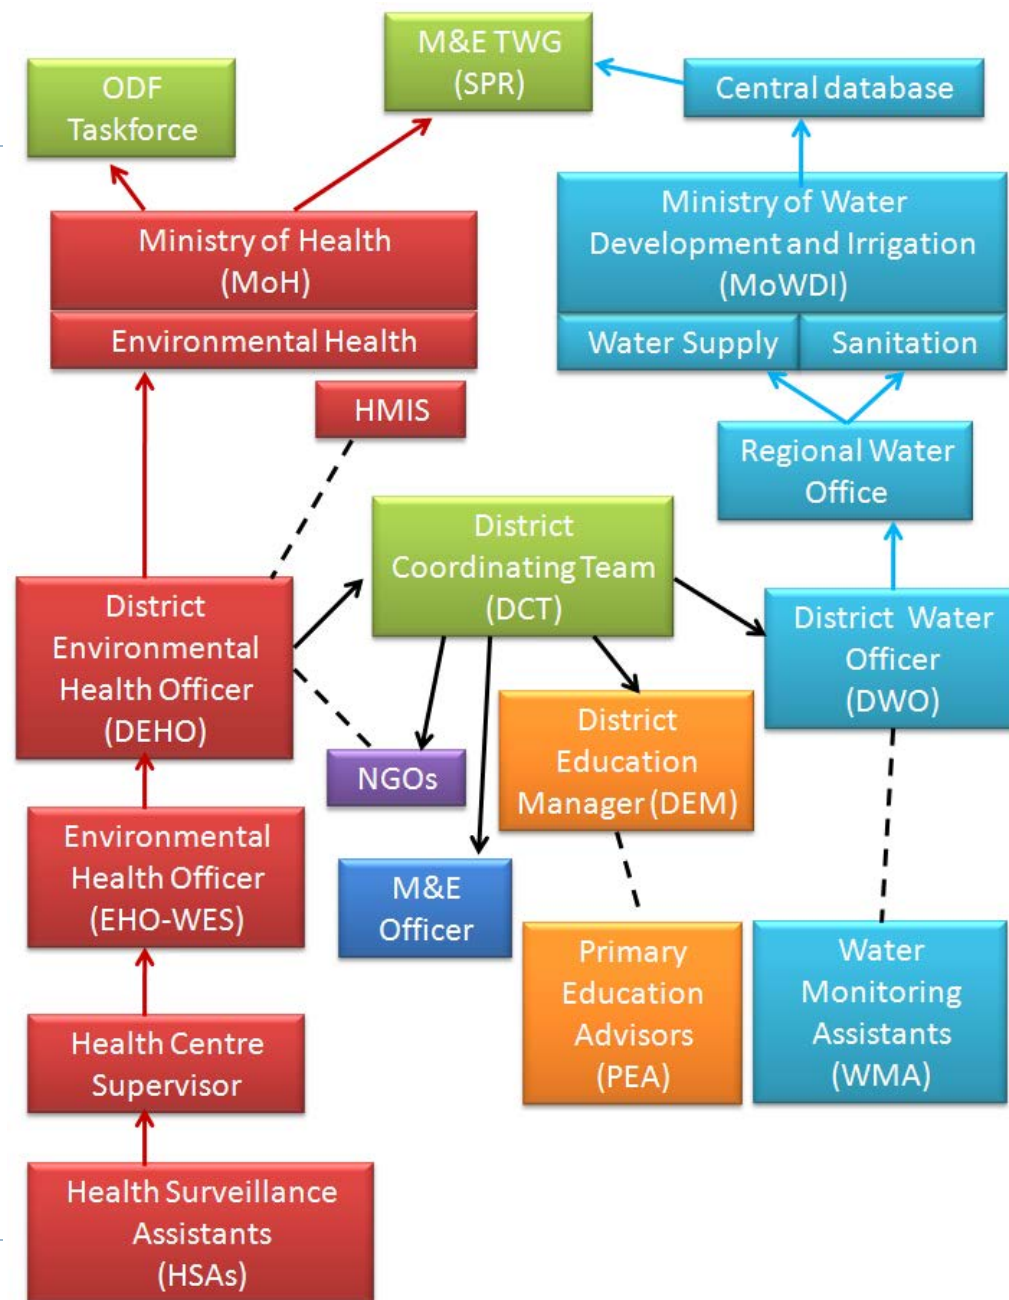 M&E TWG
(SPR)
ODF
Taskforce
Central database
Ministry of Health
(MoH)
Environmental Health
Ministry of Water
Development and Irrigation
(MoWDI)
Water Supply
Sanitation
HMIS
Regional Water
Office
District
Coordinating Team
(DCT)
District
Environmental
Health Officer
(DEHO)
District Water
Officer
(DWO)
District
Education
Manager (DEM)
NGOs
Environmental
Health Officer
(EHO-WES)
M&E
Officer
Primary
Education
Advisors
(PEA)
Water
Monitoring
Assistants
(WMA)
Health Centre
Supervisor
Health Surveillance
Assistants
(HSAs)